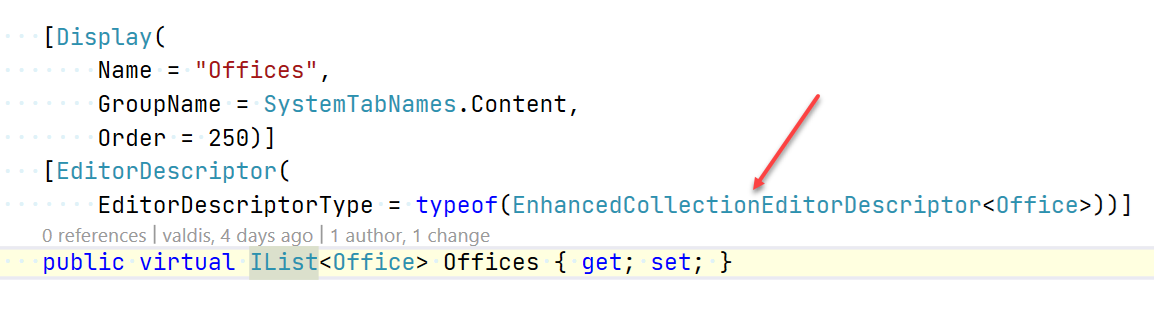 [Display(
Name = "Offices",
GroupName = SystemTabNames.Content,
Order = 250)]
[EditorDescriptor(
EditorDescriptorType = typeof(EnhancedCollectionEditorDescriptor<Office>))]
0 references | valdis, 4 days ago | 1 author, 1 change
public virtual IList<Office> Offices { get; set; }